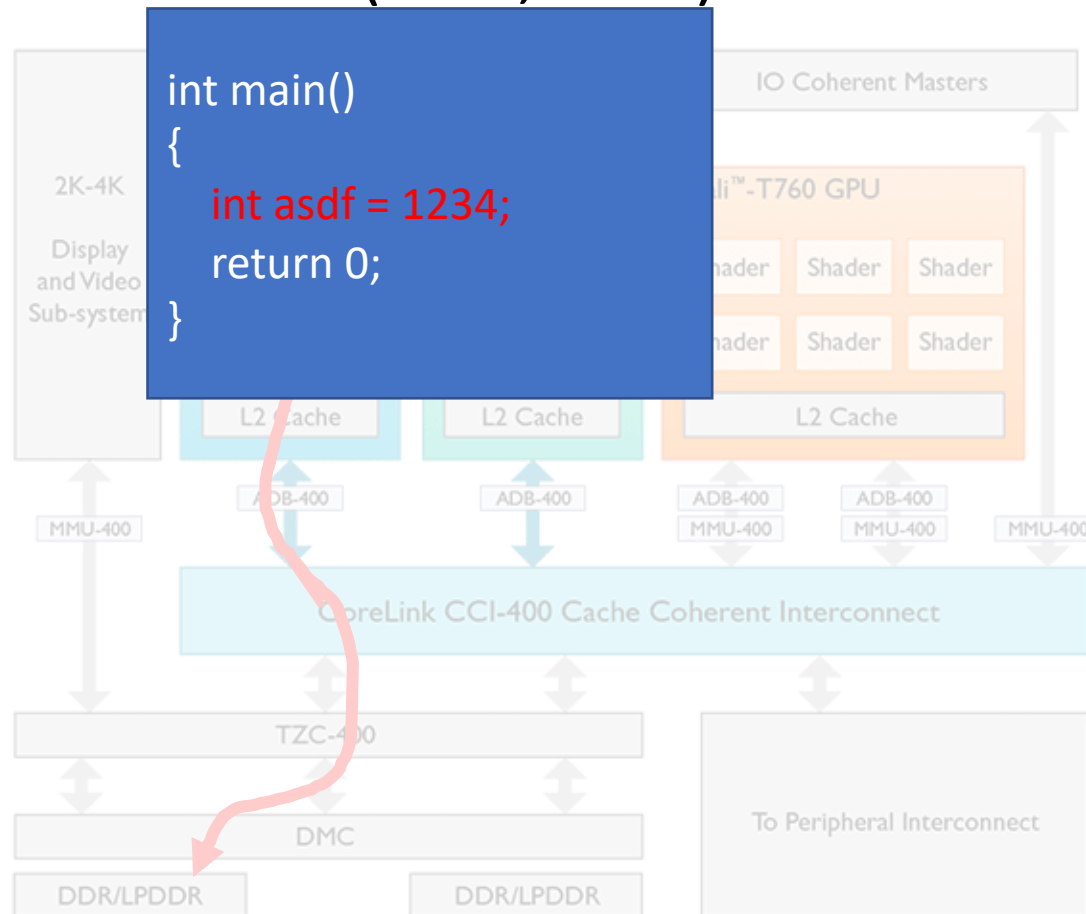 int main()
{
int asdf = 1234;
return 0;
}
IO Coherent Masters
2K-4K
Display
and Video
Sub-system
-T760 GPU
Shader Shader
Shader Shader
L2 Cache L2 Cache L2 Cache
ADB-400 ADB-400 ADB-400 ADB-400
MMU-400 MMU-400 MMU-400 MMU-400
CoreLink CCI-400 Cache Coherent Interconnect
TZC-400
To Peripheral Interconnect
DMC
DDR/LPDDR DDR/LPDDR